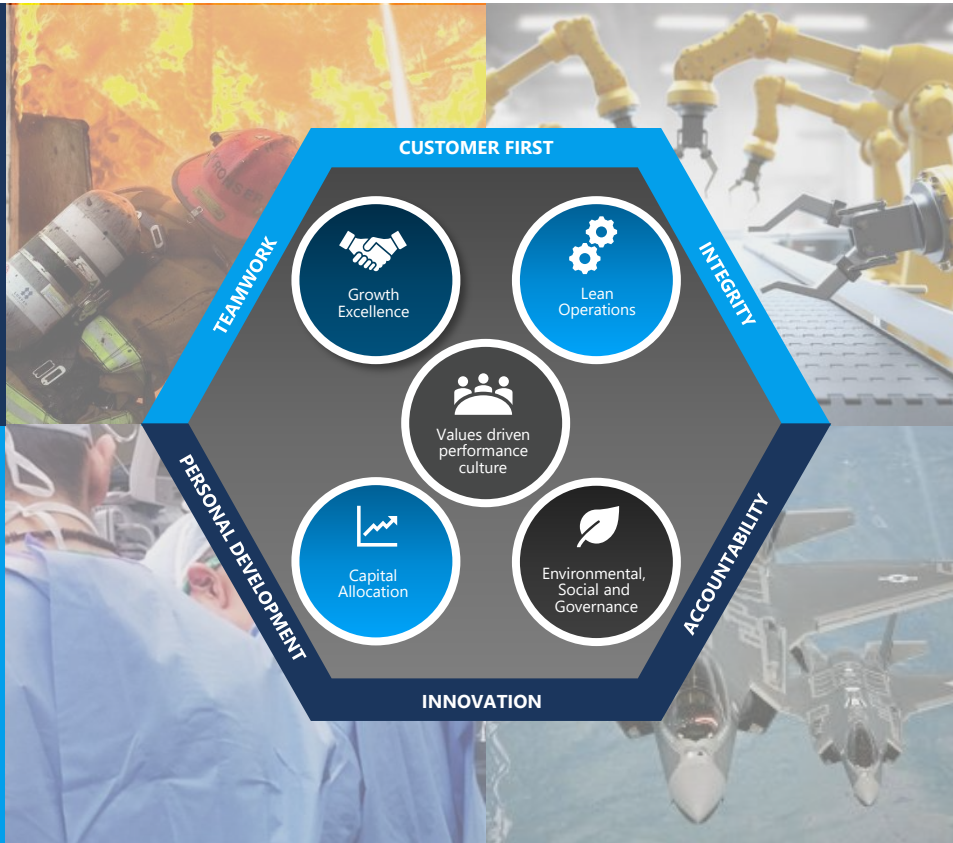 CUSTOMER FIRST
TEAMWORK
INTEGRITY
Growth
Excellence
Lean
Operations
Values driven
performance
culture
Capital
Allocation
Environmental,
Social and
Governance
PERSONAL DEVELOPMENT
ACCOUNTABILITY
INNOVATION